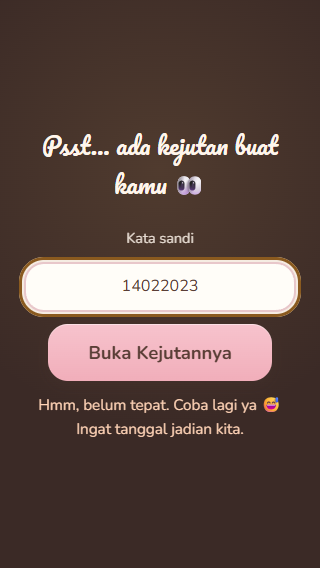 Psst... ada kejutan buat
kamu 👀
Kata sandi
14022023
Buka Kejutannya
Hmm, belum tepat. Coba lagi ya 😅
Ingat tanggal jadian kita.